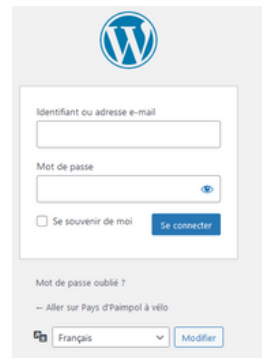 Identifiant ou adresse e-mail
Mot de passe
Se souvenir de moi
Se connecter
Mot de passe oublié ?
← Aller sur Pays d'Paimpol à vélo
Français
Modifier